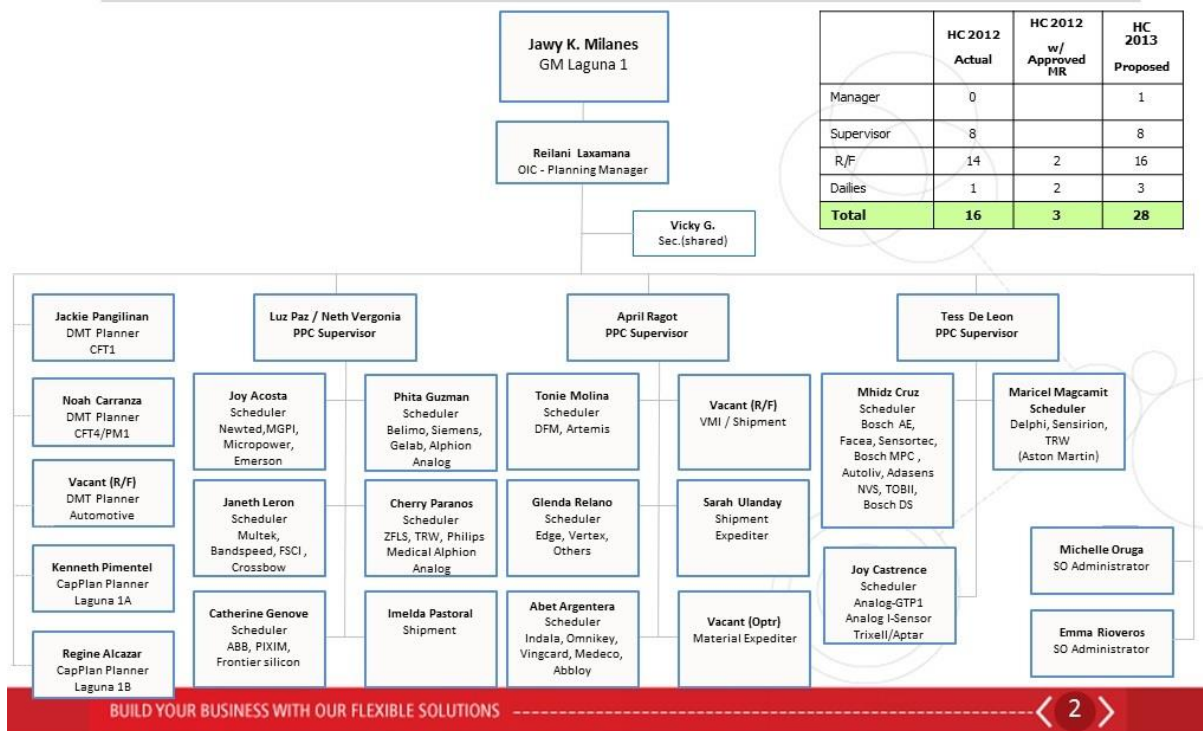 Jawy K. Milanes
GM Laguna 1
HC 2012
Actual
HC 2012
w/
Approved
MR
HC
2013
Proposed
Manager 0 1
Supervisor 8 8
R/F 14 2 16
Dailies 1 2 3
Total 16 3 28
Reilani Laxamana
OIC - Planning Manager
Vicky G.
Sec.(shared)
Jackie Pangilinan
DMT Planner
CFT1
Noah Carranza
DMT Planner
CFT4/PM1
Vacant (R/F)
DMT Planner
Automotive
Kenneth Pimentel
CapPlan Planner
Laguna 1A
Regine Alcazar
CapPlan Planner
Laguna 1B
Luz Paz / Neth Vergonia
PPC Supervisor
Joy Acosta
Scheduler
Newted,MGPI,
Micropower,
Emerson
Janeth Leron
Scheduler
Multek,
Bandspeed, FSCI ,
Crossbow
Catherine Genove
Scheduler
ABB, PIXIM,
Frontier silicon
Phita Guzman
Scheduler
Belimo, Siemens,
Gelab, Alphion
Analog
Cherry Paranos
Scheduler
ZFLS, TRW, Philips
Medical Alphion
Analog
Imelda Pastoral
Shipment
April Ragot
PPC Supervisor
Tonie Molina
Scheduler
DFM, Artemis
Glenda Relano
Scheduler
Edge, Vertex,
Others
Abet Argentera
Scheduler
Indala, Omnikey,
Vingcard, Medeco,
Abbloy
Vacant (R/F)
VMI / Shipment
Sarah Ulanday
Shipment
Expediter
Vacant (Optr)
Material Expediter
Tess De Leon
PPC Supervisor
Mhidz Cruz
Scheduler
Bosch AE,
Facea, Sensortec,
Bosch MPC ,
Autoliv, Adasens
NVS, TOBII,
Bosch DS
Joy Castrence
Scheduler
Analog-GTP1
Analog I-Sensor
Trixell/Aptar
Maricel Magcamit
Scheduler
Delphi, Sensirion,
TRW
(Aston Martin)
Michelle Oruga
SO Administrator
Emma Rioveros
SO Administrator
BUILD YOUR BUSINESS WITH OUR FLEXIBLE SOLUTIONS
2